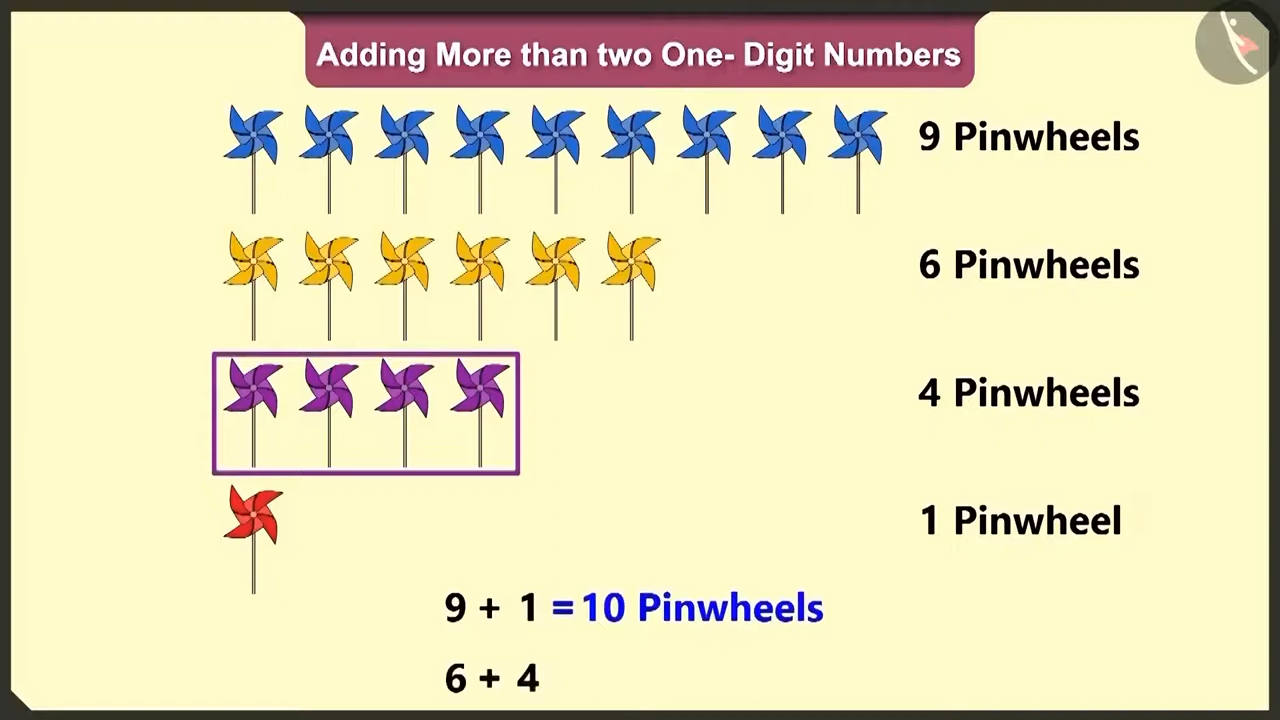 Adding More than two One- Digit Numbers
9 Pinwheels
6 Pinwheels
4 Pinwheels
1 Pinwheel
9 + 1 = 10 Pinwheels
6 + 4